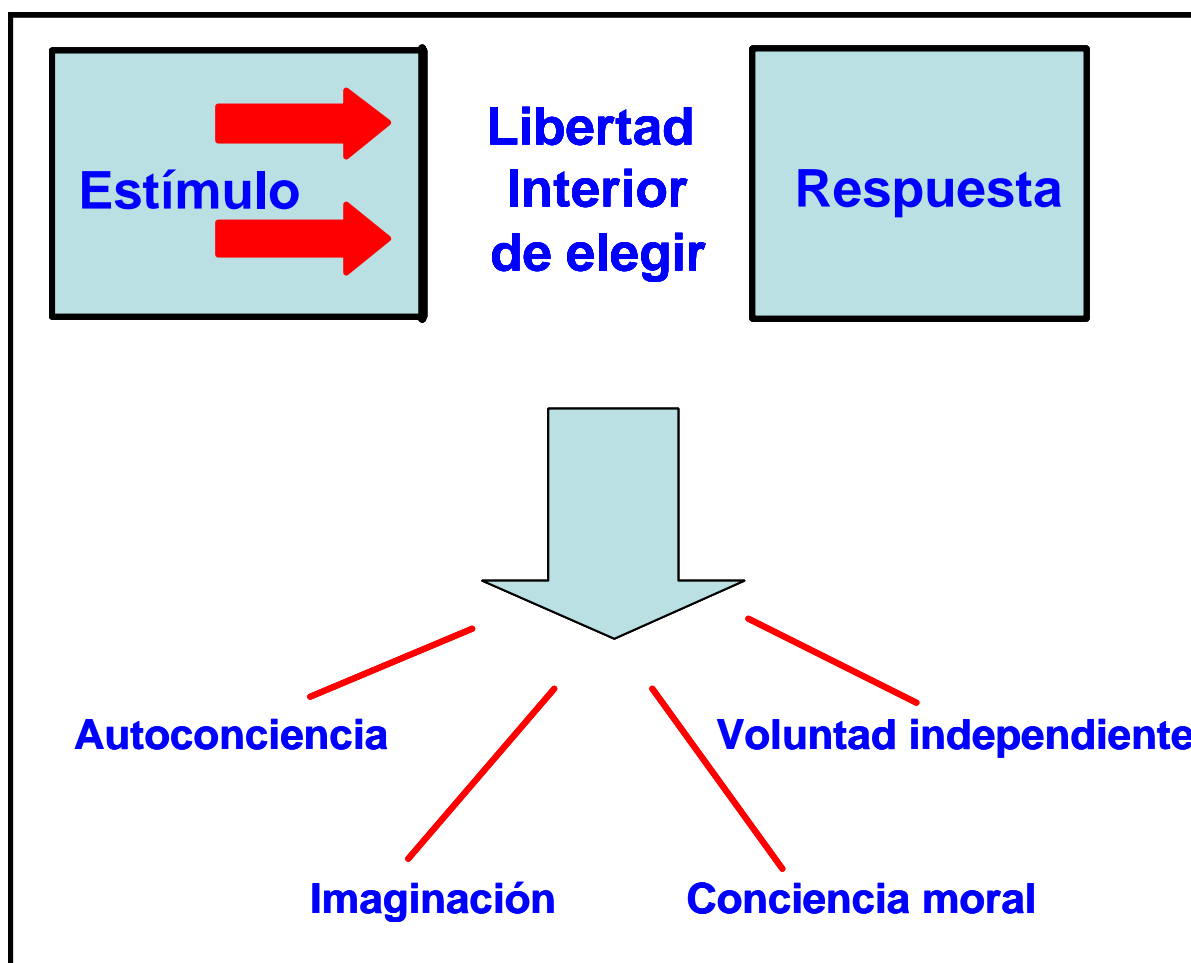 Estímulo
Libertad
Interior
de elegir
Respuesta
Autoconciencia
Voluntad independiente
Imaginación
Conciencia moral